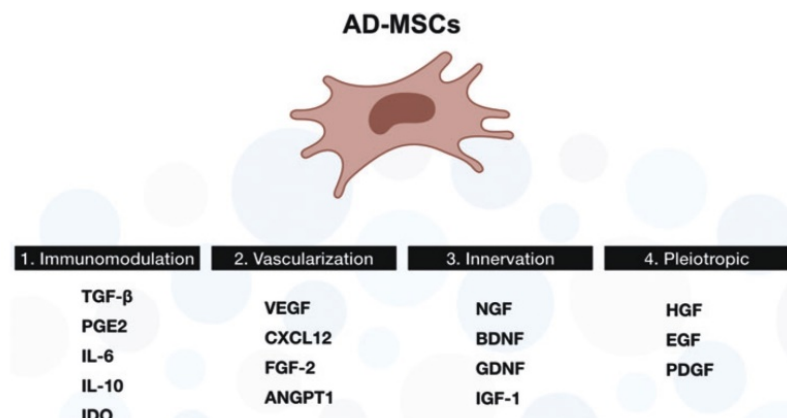 AD-MSCs
1. Immunomodulation
TGF-β
PGE2
IL-6
IL-10
IDO
2. Vascularization
VEGF
CXCL12
FGF-2
ANGPT1
3. Innervation
NGF
BDNF
GDNF
IGF-1
4. Pleiotropic
HGF
EGF
PDGF